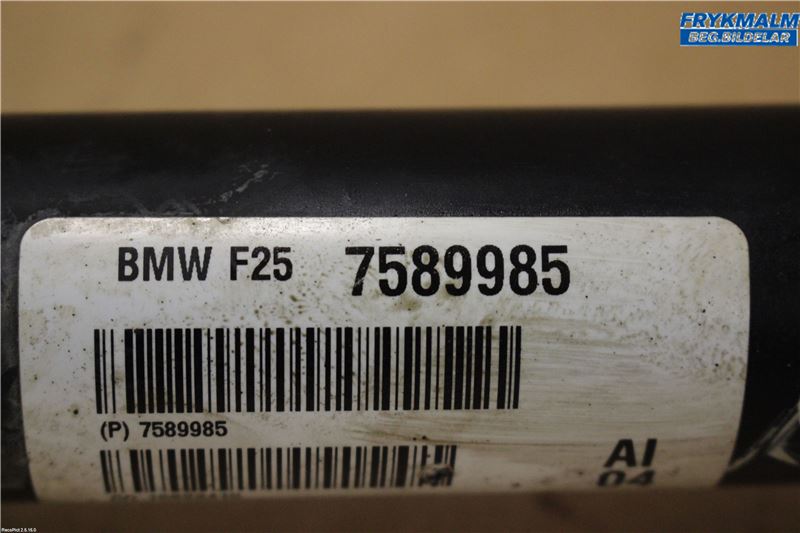 FRYKMALM
BEG.BILDELAR
BMW F25 7589985
(P) 7589985
AI
04